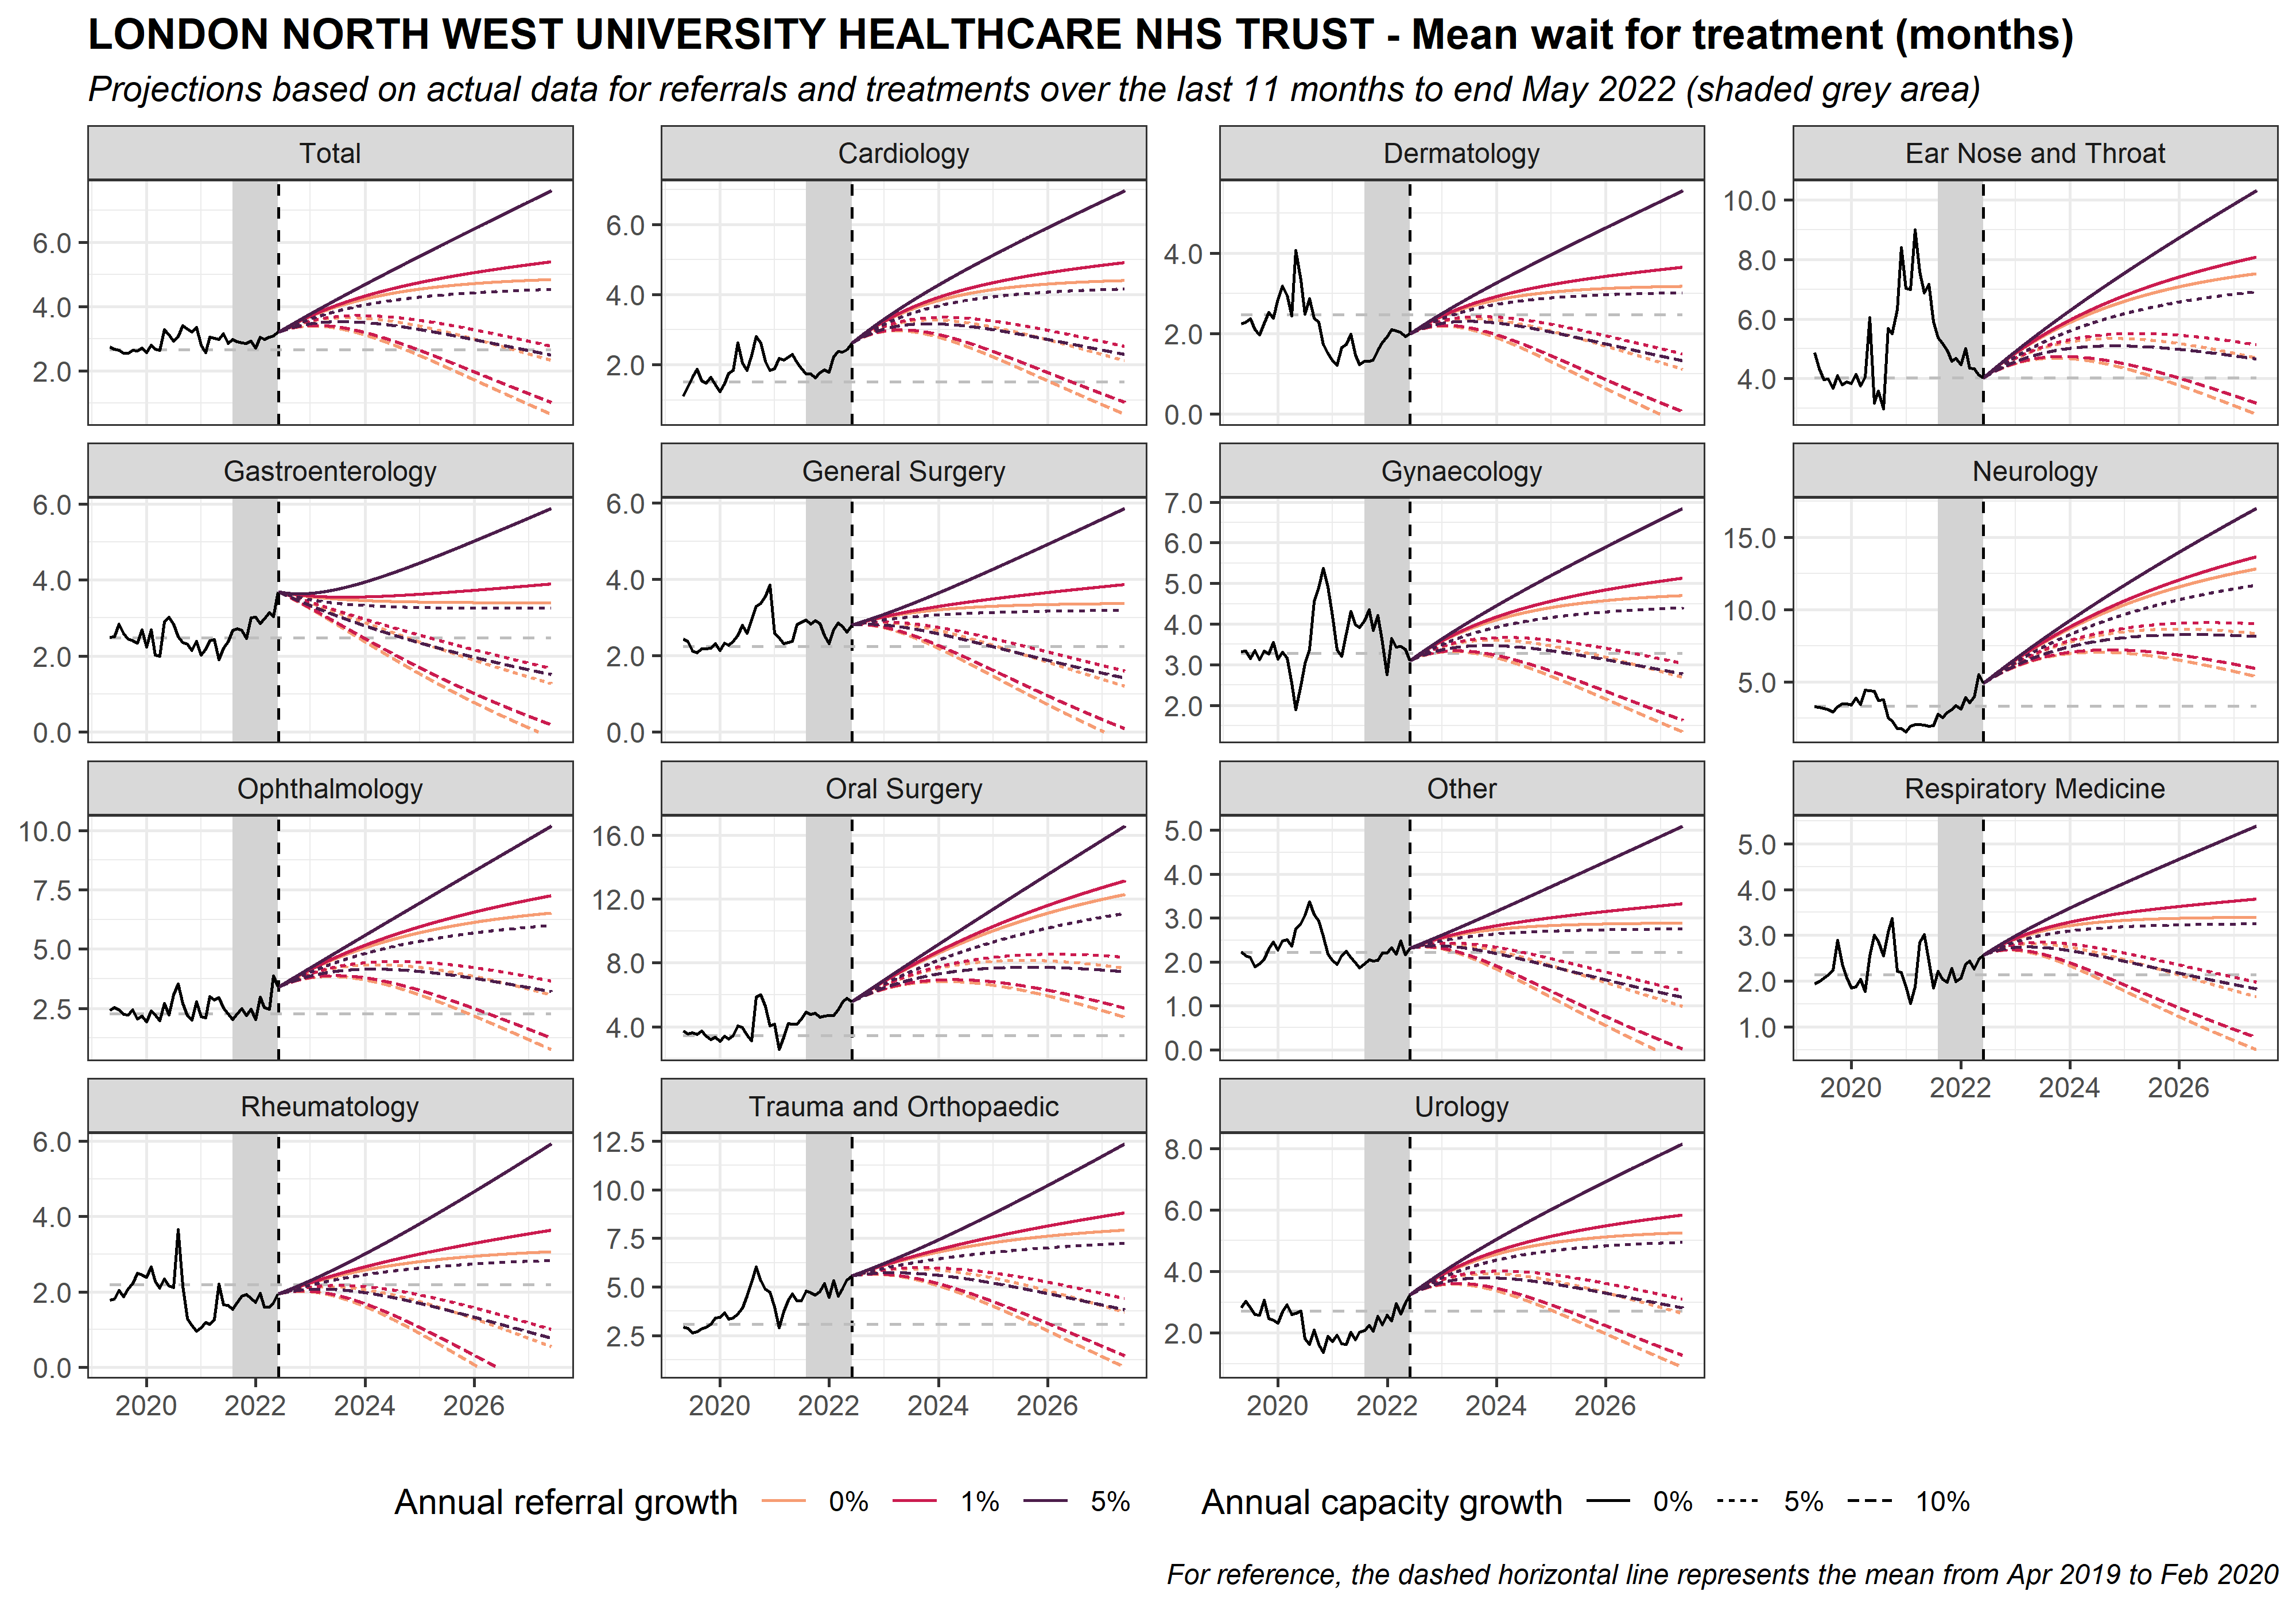 LONDON NORTH WEST UNIVERSITY HEALTHCARE NHS TRUST - Mean wait for treatment (months)
Projections based on actual data for referrals and treatments over the last 11 months to end May 2022 (shaded grey area)
Total
Cardiology
Dermatology
Ear Nose and Throat
6.0
4.0
2.0
6.0
4.0
2.0
4.0
2.0
0.0
10.0
8.0
6.0
4.0
Gastroenterology
General Surgery
Gynaecology
Neurology
6.0
4.0
2.0
0.0
6.0
4.0
2.0
0.0
7.0
6.0
5.0
4.0
3.0
2.0
15.0
10.0
5.0
Ophthalmology
Oral Surgery
Other
Respiratory Medicine
10.0
7.5
5.0
2.5
16.0
12.0
8.0
4.0
5.0
4.0
3.0
2.0
1.0
0.0
5.0
4.0
3.0
2.0
1.0
2020 2022 2024 2026
Rheumatology
Trauma and Orthopaedic
Urology
6.0
4.0
2.0
0.0
12.5
10.0
7.5
5.0
2.5
8.0
6.0
4.0
2.0
2020 2022 2024 2026
2020 2022 2024 2026
2020 2022 2024 2026
Annual referral growth 0% 1% 5%
Annual capacity growth 0% 5% 10%
For reference, the dashed horizontal line represents the mean from Apr 2019 to Feb 2020